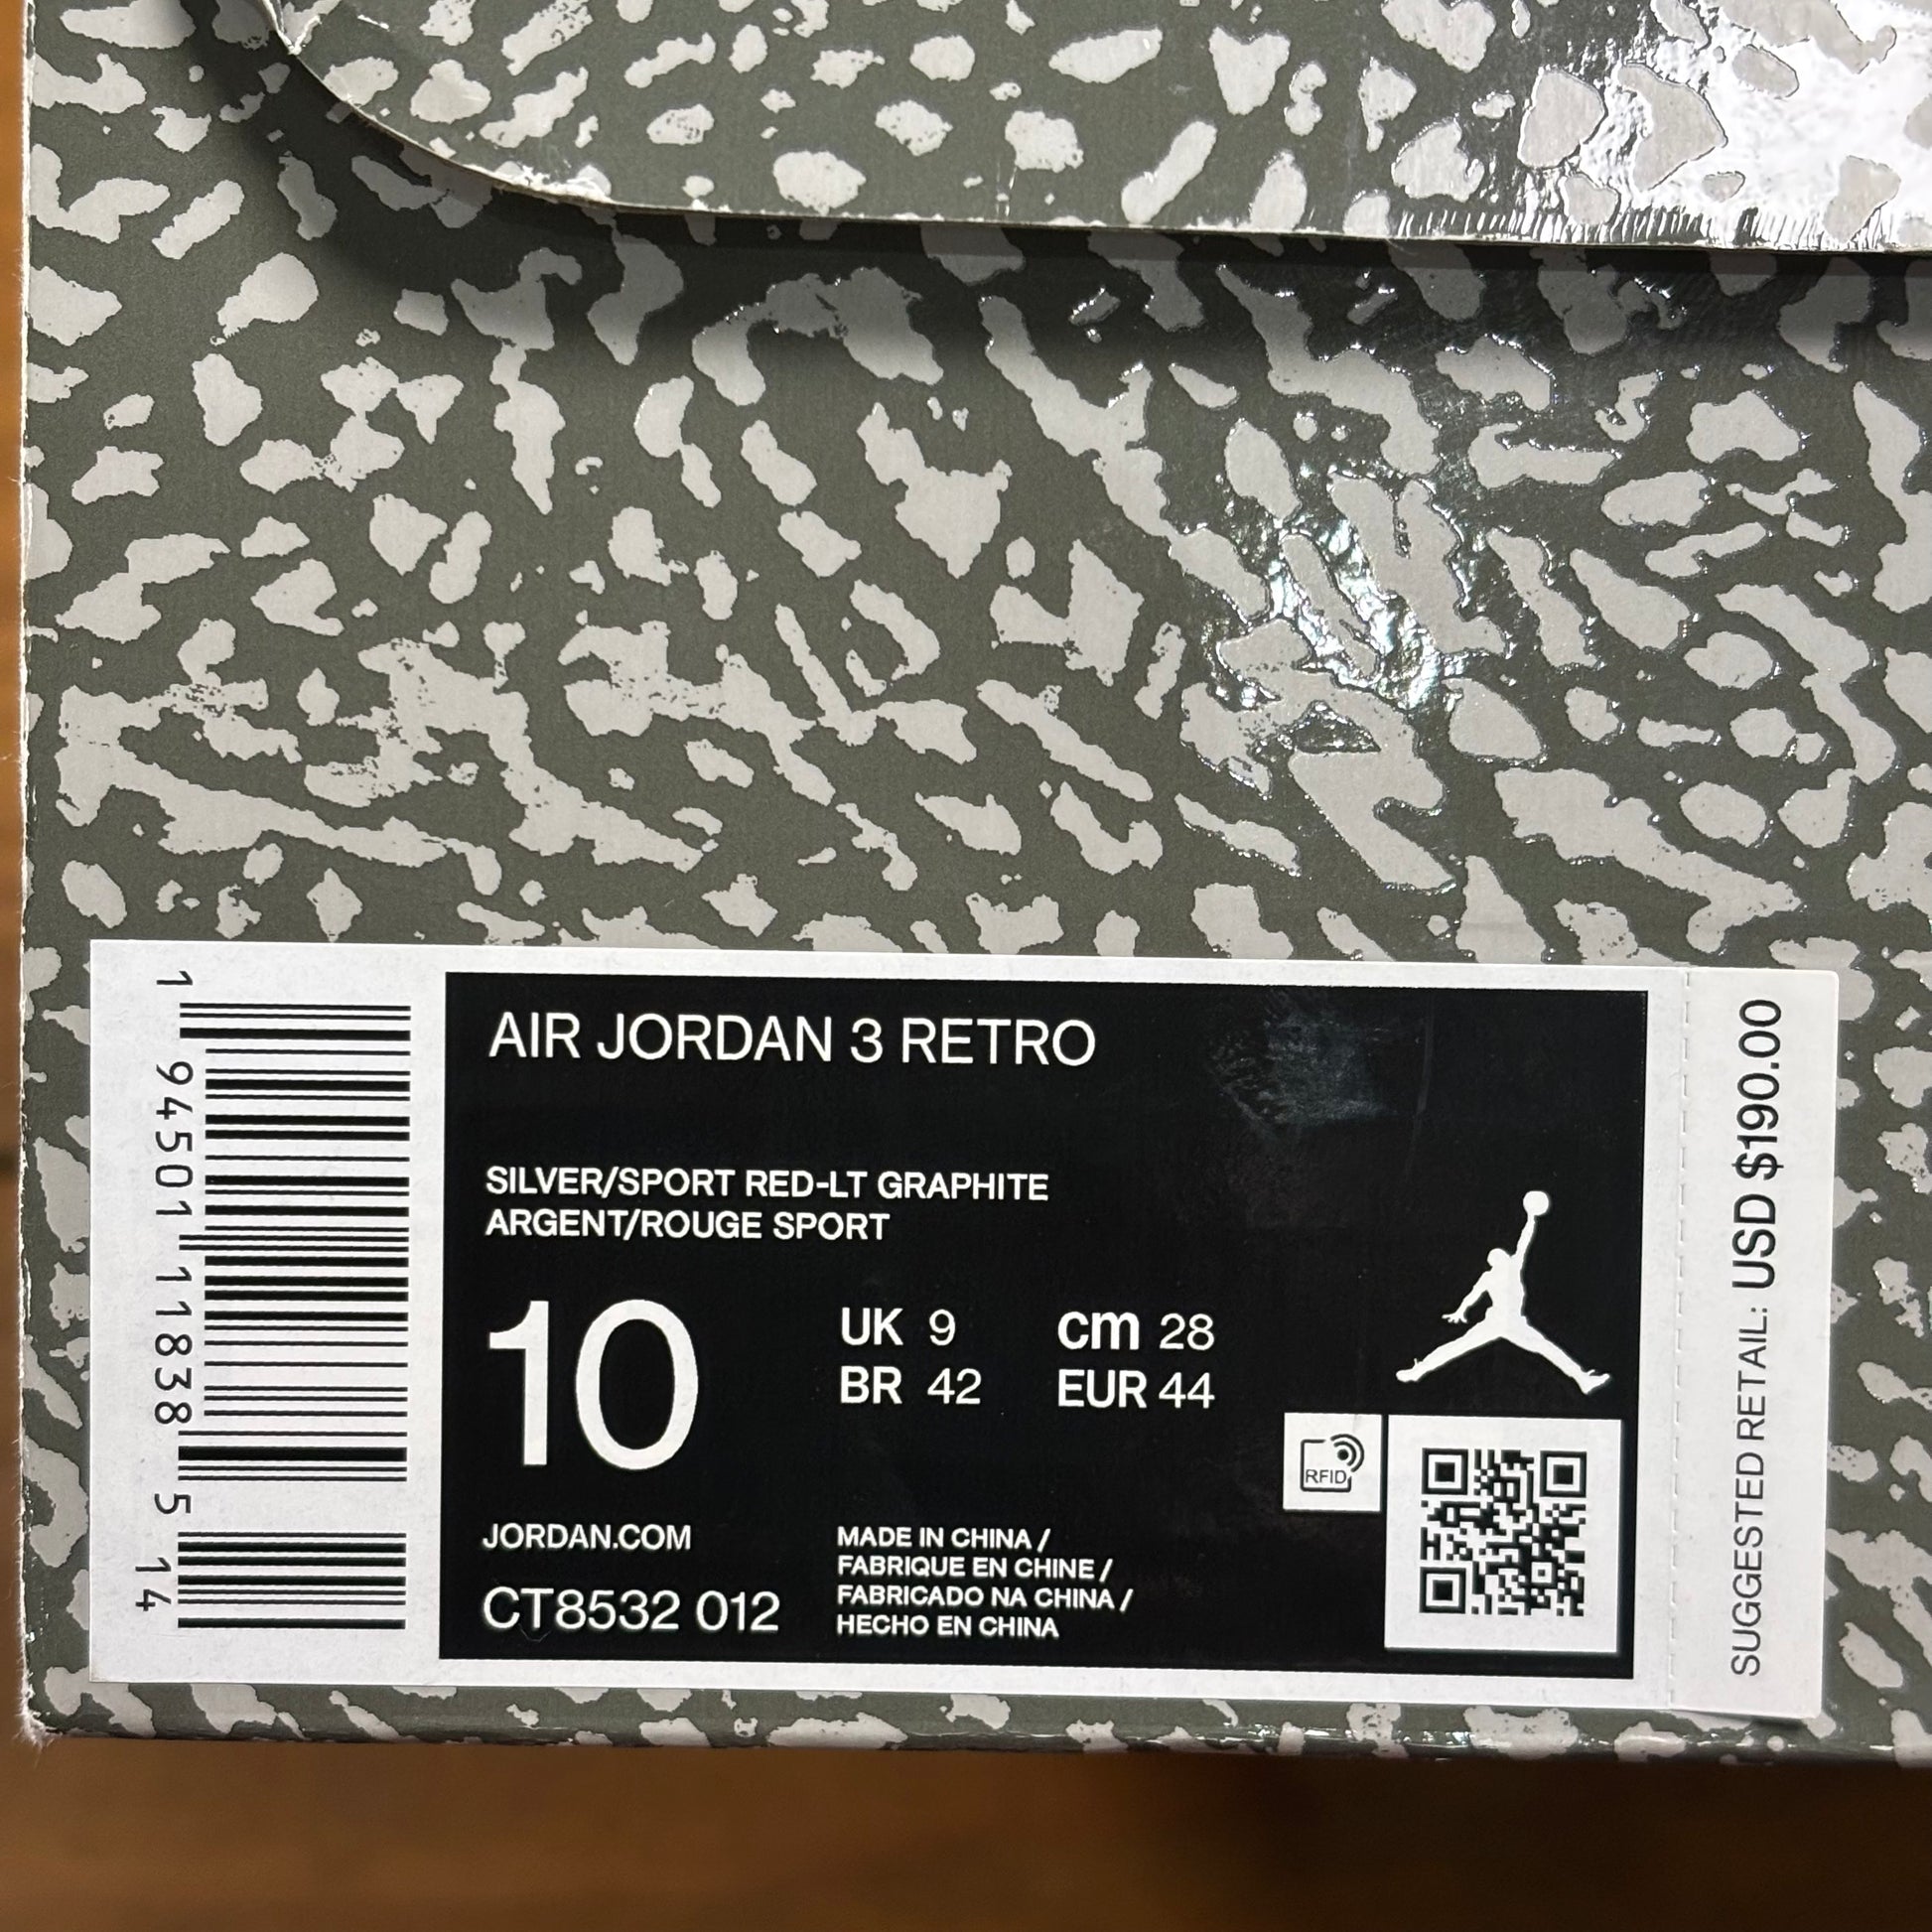 1 94501 11838 5 14
AIR JORDAN 3 RETRO
SILVER/SPORT RED-LT GRAPHITE
ARGENT/ROUGE SPORT
10
UK 9 cm 28
BR 42 EUR 44
RFID
JORDAN.COM
CT8532 012
MADE IN CHINA /
FABRIQUE EN CHINE /
FABRICADO NA CHINA /
HECHO EN CHINA
SUGGESTED RETAIL: USD $190.00